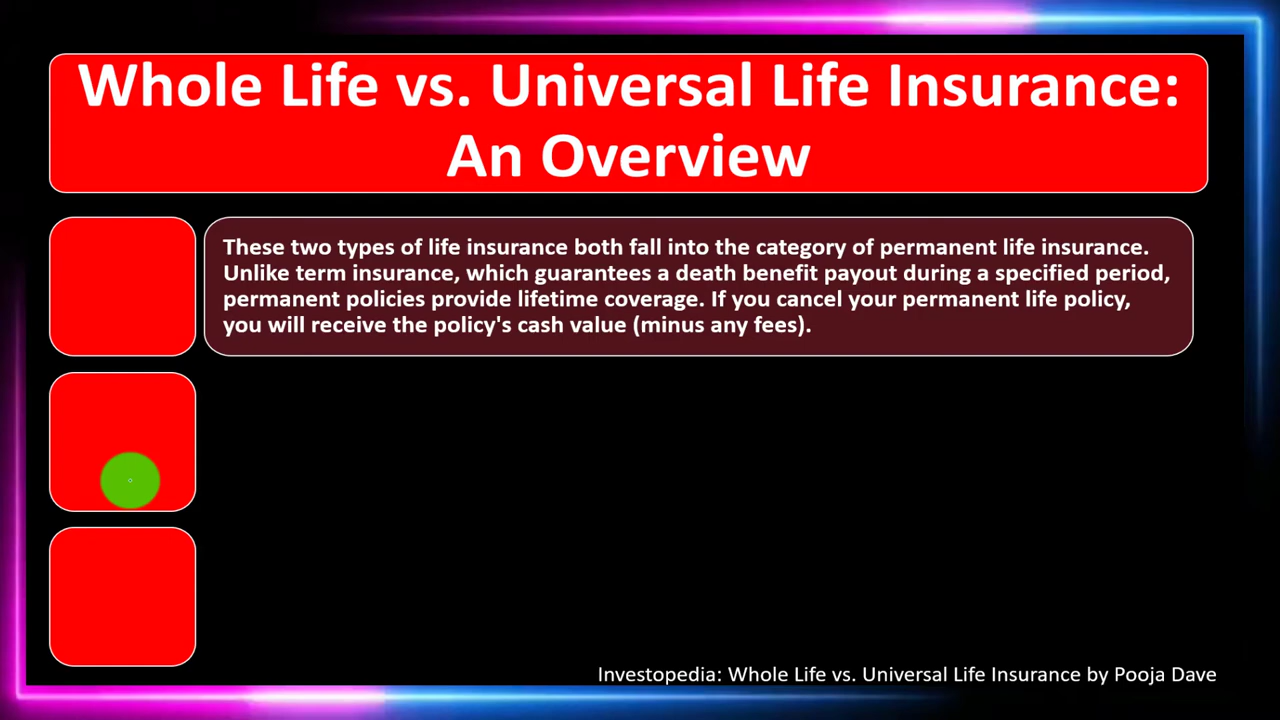 Whole Life vs. Universal Life Insurance:
An Overview
These two types of life insurance both fall into the category of permanent life insurance.
Unlike term insurance, which guarantees a death benefit payout during a specified period,
permanent policies provide lifetime coverage. If you cancel your permanent life policy,
you will receive the policy's cash value (minus any fees).
Investopedia: Whole Life vs. Universal Life Insurance by Pooja Dave